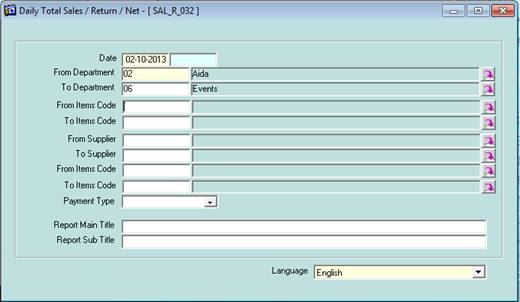 Daily Total Sales / Return / Net - [ SAL_R_032 ]
Date 02-10-2013
From Department 02 Aida
To Department 06 Events
From Items Code
To Items Code
From Supplier
To Supplier
From Items Code
To Items Code
Payment Type
Report Main Title
Report Sub Title
Language English